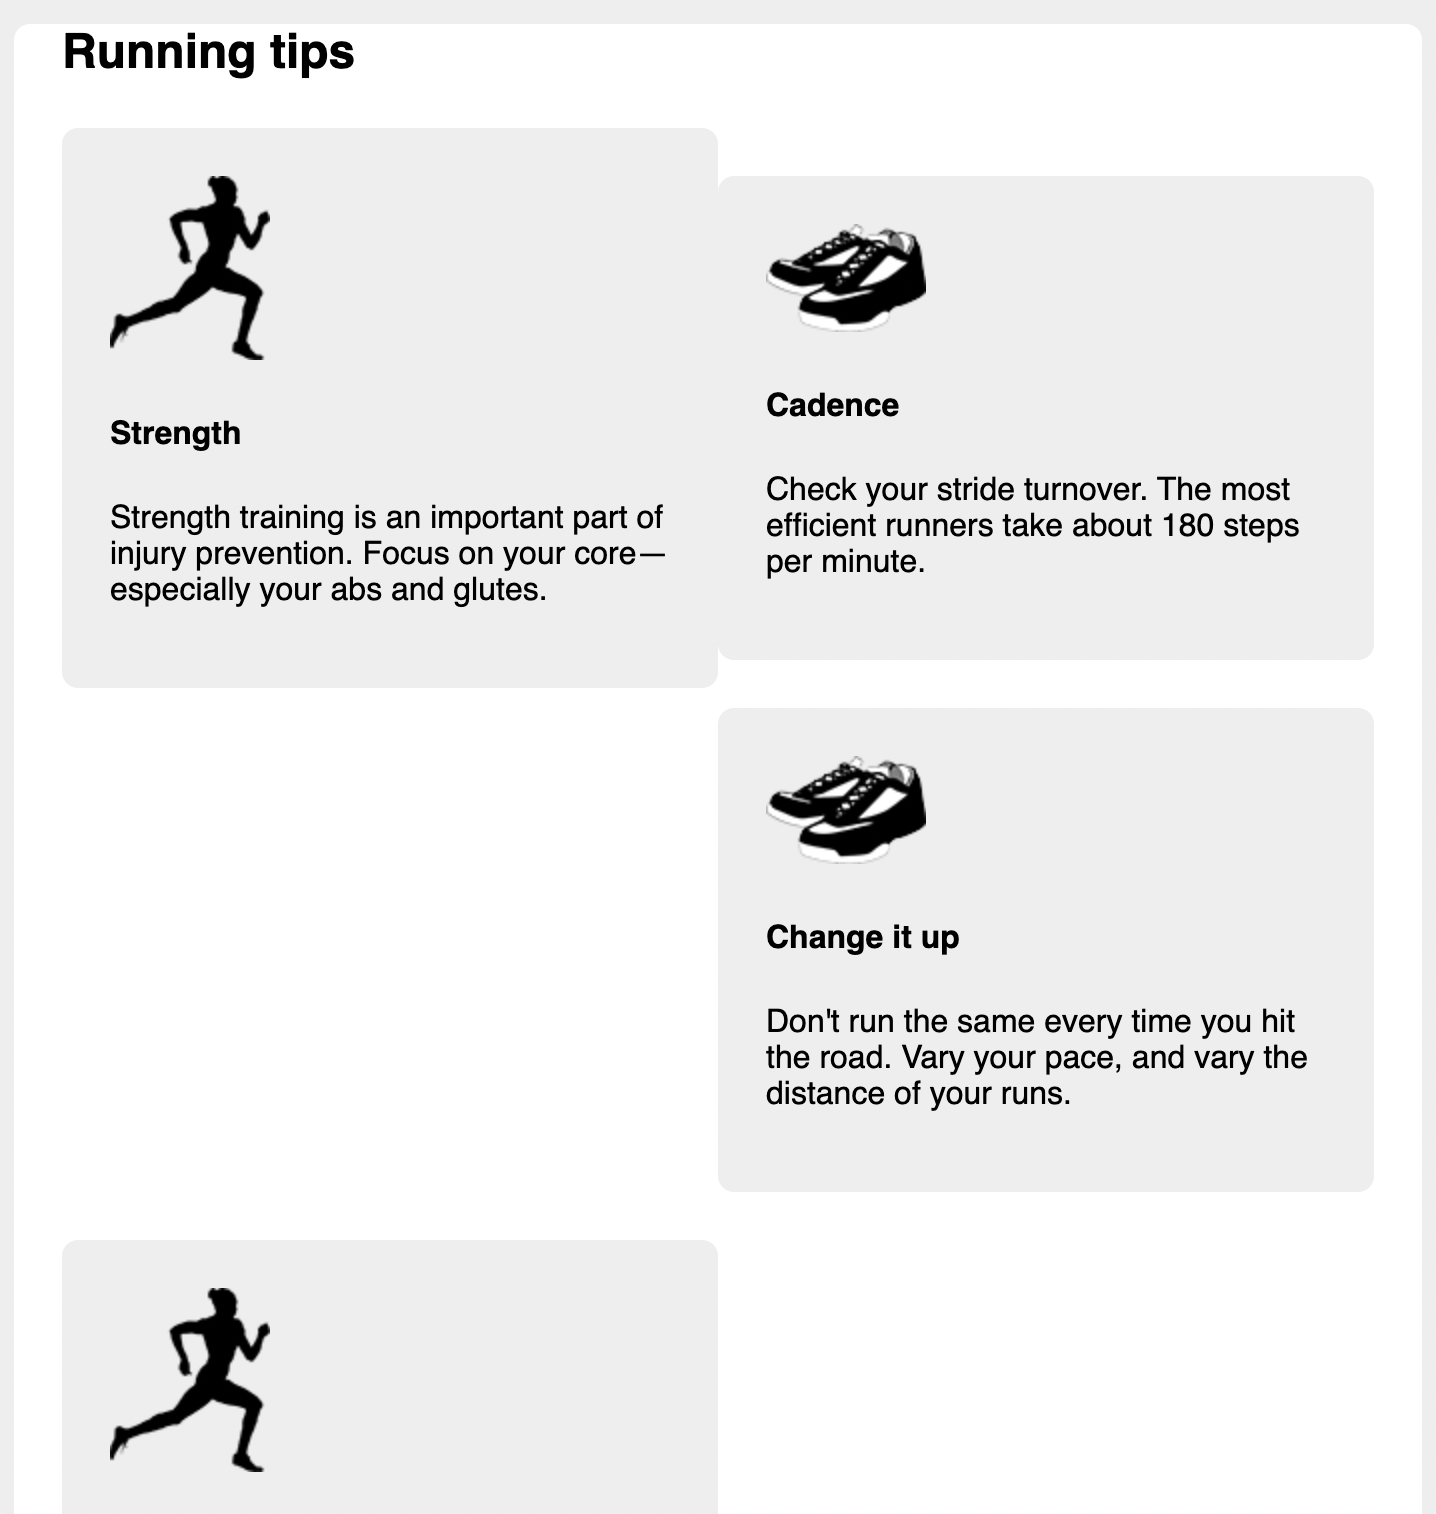 Running tips
Strength
Strength training is an important part of
injury prevention. Focus on your core—
especially your abs and glutes.
Cadence
Check your stride turnover. The most
efficient runners take about 180 steps
per minute.
Change it up
Don't run the same every time you hit
the road. Vary your pace, and vary the
distance of your runs.